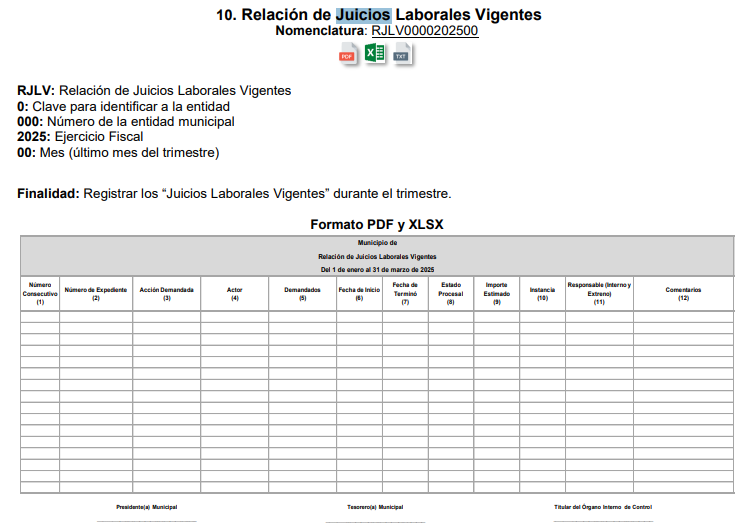 10. Relación de Juicios Laborales Vigentes
Nomenclatura: RJLV0000202500
PDF
TXT
RJLV: Relación de Juicios Laborales Vigentes
0: Clave para identificar a la entidad
000: Número de la entidad municipal
2025: Ejercicio Fiscal
00: Mes (último mes del trimestre)
Finalidad: Registrar los “Juicios Laborales Vigentes” durante el trimestre.
Formato PDF y XLSX
Municipio de
Relación de Juicios Laborales Vigentes
Del 1 de enero al 31 de marzo de 2025
Número Consecutivo (1)
Número de Expediente (2)
Acción Demandada (3)
Actor (4)
Demandados (5)
Fecha de Inicio (6)
Fecha de Terminó (7)
Estado Procesal (8)
Importe Estimado (9)
Instancia (10)
Responsable (Interno y Extreno) (11)
Comentarios (12)
Presidente(a) Municipal
Tesorero(a) Municipal
Titular del Órgano Interno de Control